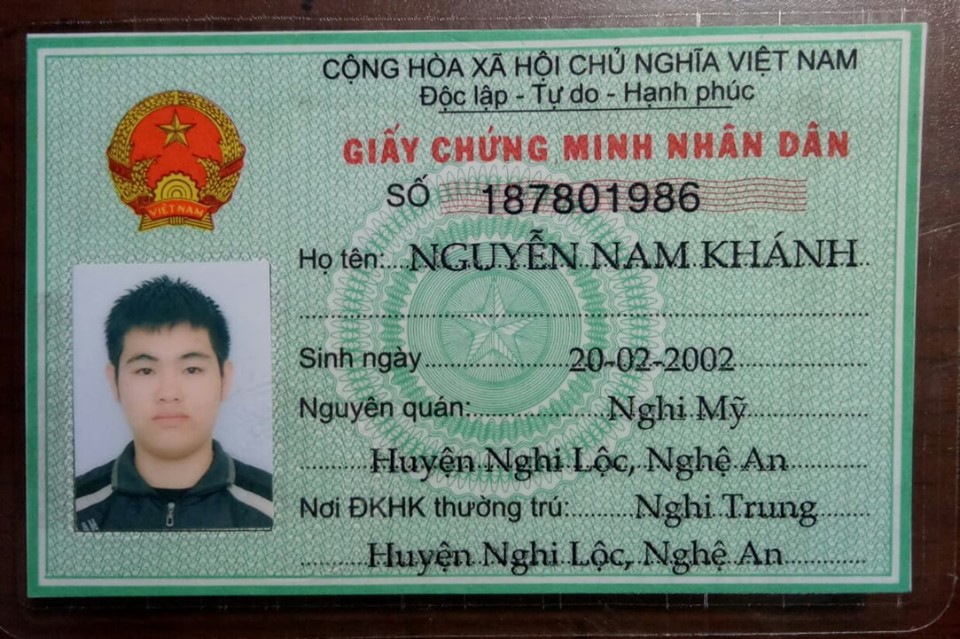 CỘNG HÒA XÃ HỘI CHỦ NGHĨA VIỆT NAM
Độc lập - Tự do - Hạnh phúc
GIẤY CHỨNG MINH NHÂN DÂN
SỐ 187801986
VIỆT NAM
Họ tên: NGUYỄN NAM KHÁNH
Sinh ngày 20-02-2002
Nguyên quán: Nghi Mỹ
Huyện Nghi Lộc, Nghệ An
Nơi ĐKHK thường trú: Nghi Trung
Huyện Nghi Lộc, Nghệ An